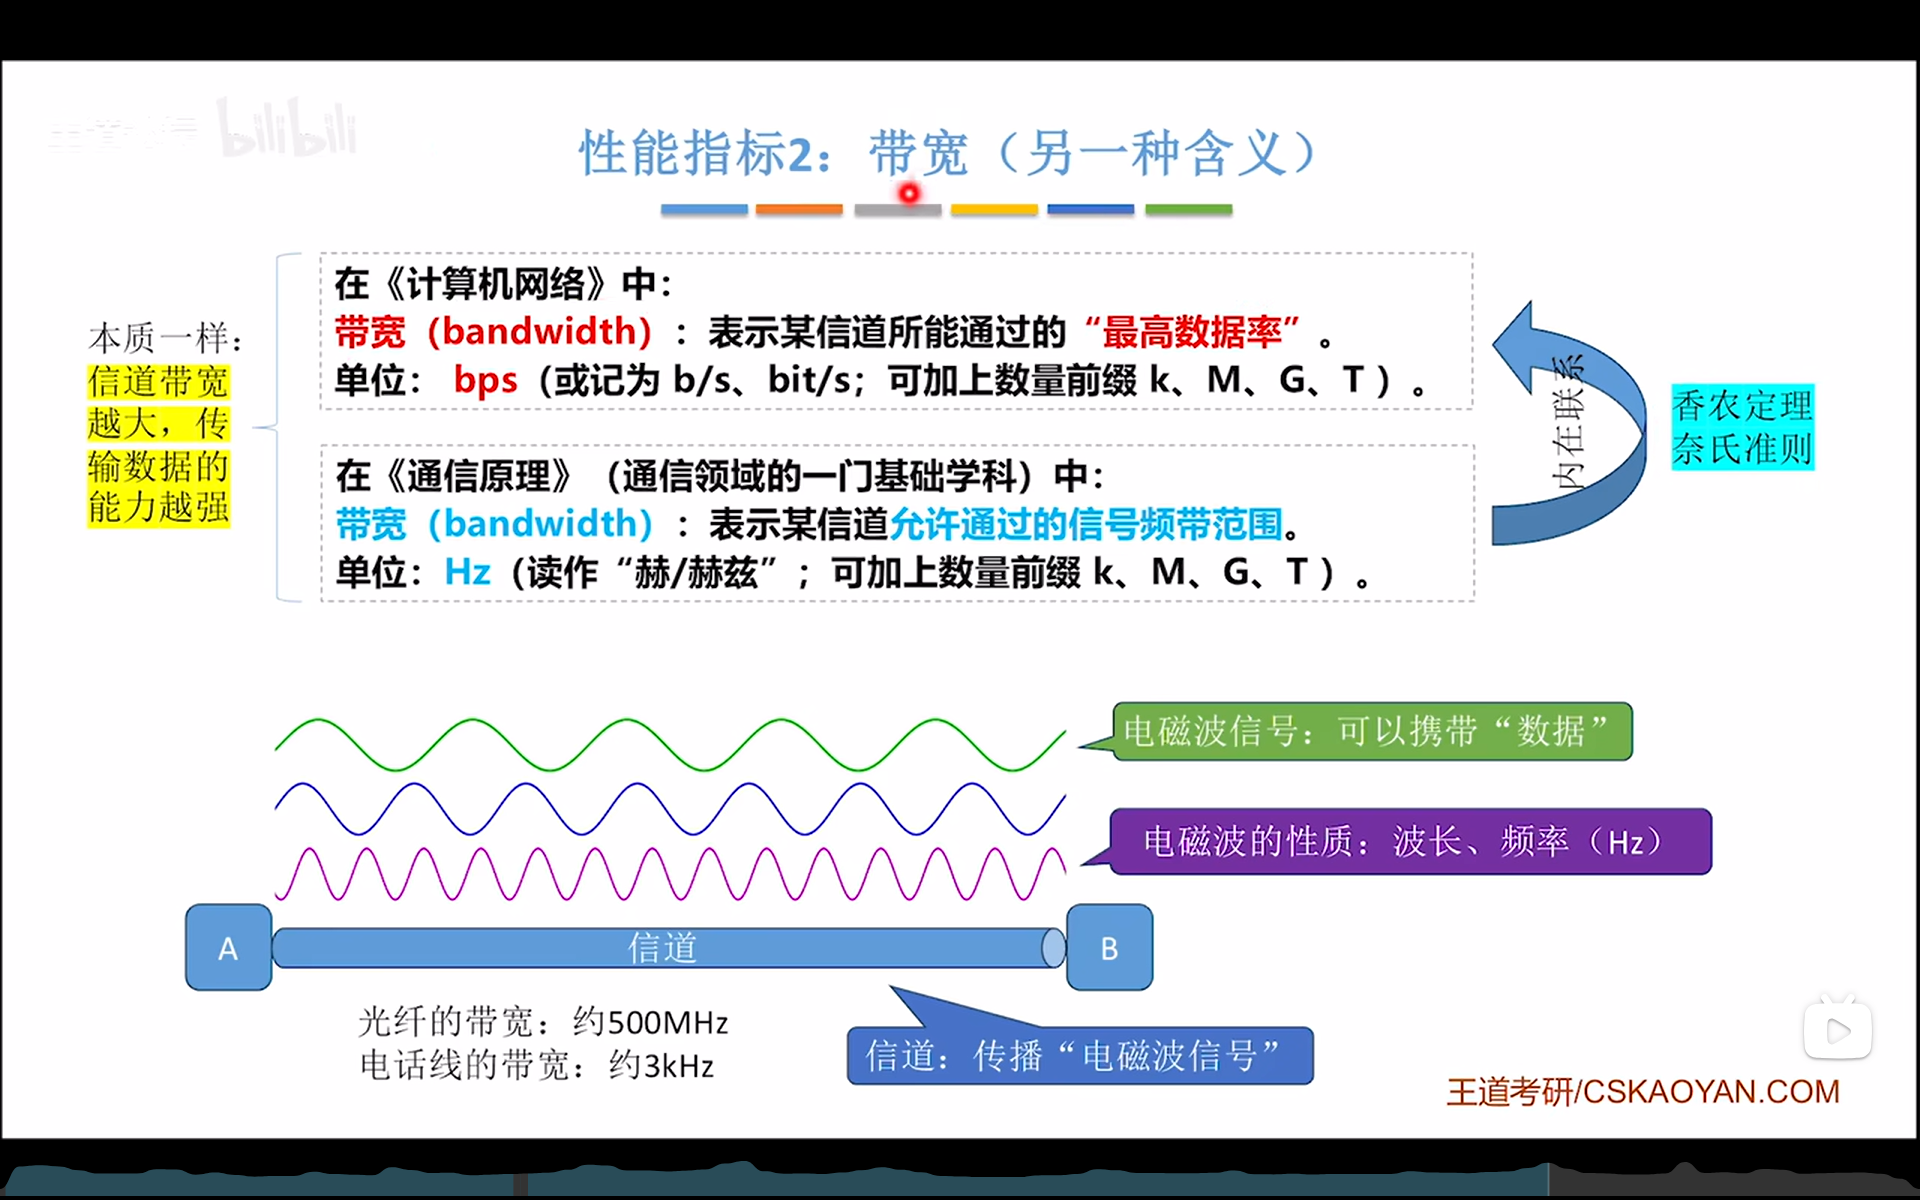 bilibili
性能指标2：带宽（另一种含义）
在《计算机网络》中：
带宽（bandwidth）：表示某信道所能通过的“最高数据率”。
单位： bps（或记为 b/s、bit/s；可加上数量前缀 k、M、G、T ）。
本质一样：
信道带宽
越大，传
输数据的
能力越强
在《通信原理》（通信领域的一门基础学科）中：
带宽（bandwidth）：表示某信道允许通过的信号频带范围。
单位：Hz（读作“赫/赫兹”；可加上数量前缀 k、M、G、T ）。
内在联系
香农定理
奈氏准则
电磁波信号：可以携带“数据”
电磁波的性质：波长、频率（Hz）
A
信道
B
光纤的带宽：约500MHz
电话线的带宽：约3kHz
信道：传播“电磁波信号”
王道考研/CSKAOYAN.COM